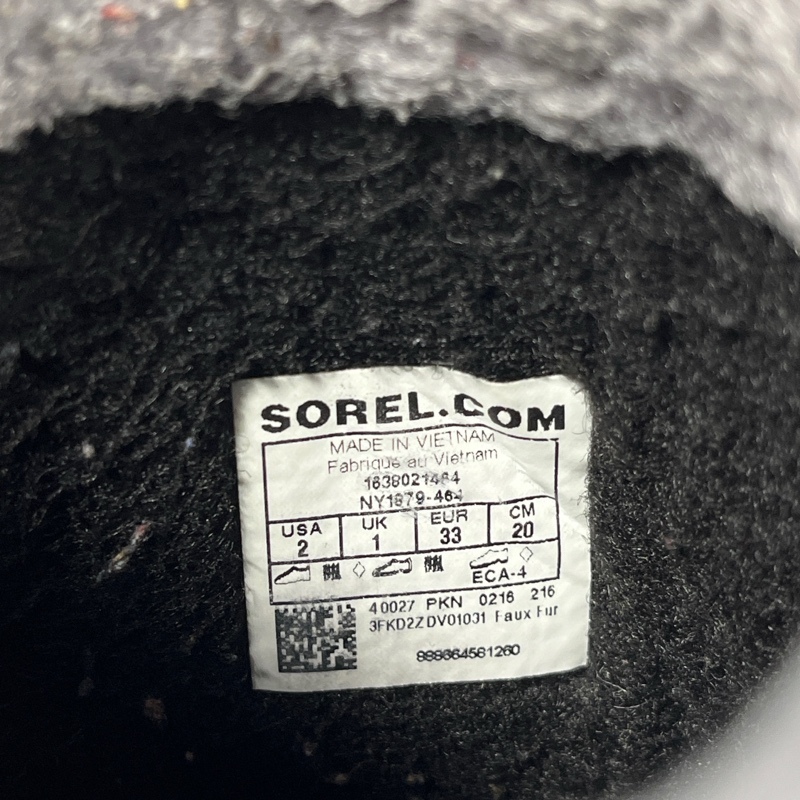 SOREL.COM
MADE IN VIETNAM
Fabriqué au Vietnam
1638021464
NY1879-464
USA UK EUR CM
2 1 33 20
ECA-4
40027 PKN 0216 216
3FKD2ZDV01031 Faux Fur
888664581260